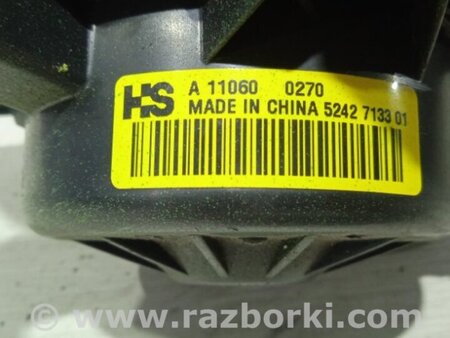 HS A 11060 0270
MADE IN CHINA 5242 7133 01
www.razborki.com